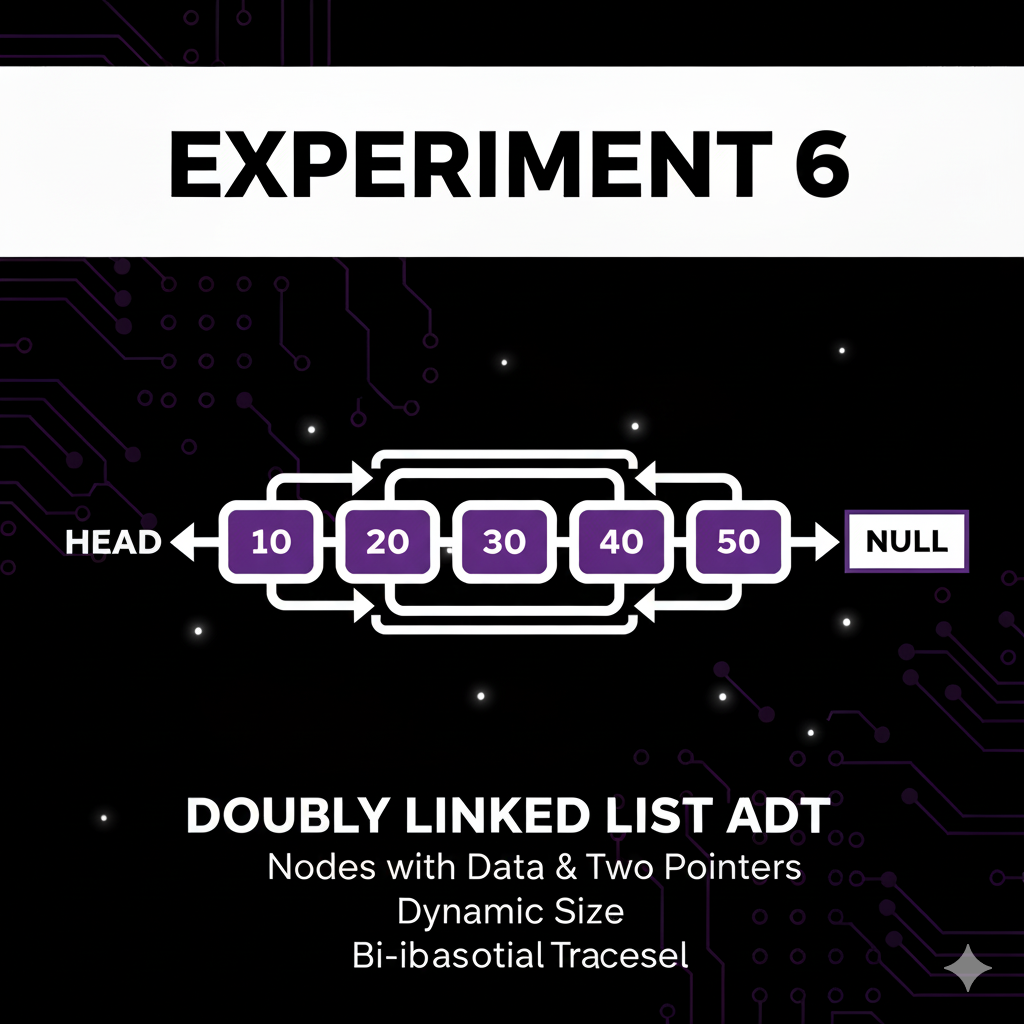 EXPERIMENT 6
HEAD 10 20 30 40 50 NULL
DOUBLY LINKED LIST ADT
Nodes with Data & Two Pointers
Dynamic Size
Bi-ibasotial Tracesel